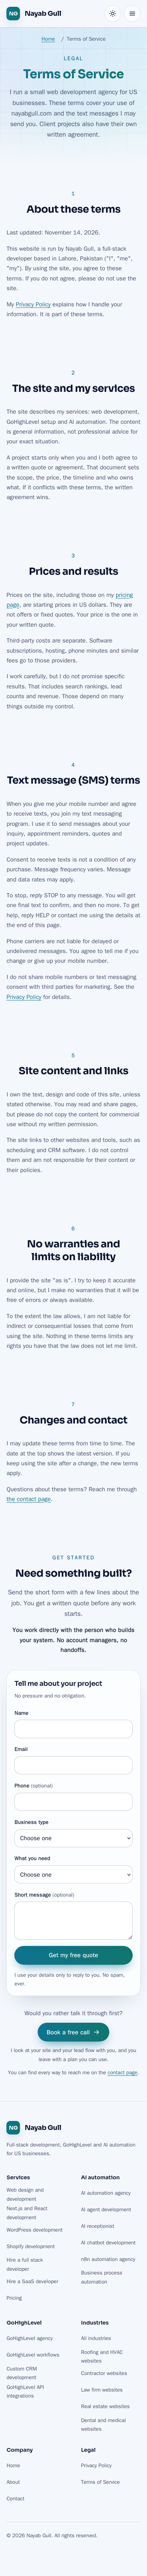 NG Nayab Gull
Home / Terms of Service
LEGAL
Terms of Service
I run a small web development agency for US
businesses. These terms cover your use of
nayabgull.com and the text messages I may
send you. Client projects also have their own
written agreement.
1
About these terms
Last updated: November 14, 2026.
This website is run by Nayab Gull, a full-stack
developer based in Lahore, Pakistan ("I", "me",
"my"). By using the site, you agree to these
terms. If you do not agree, please do not use the
site.
My Privacy Policy explains how I handle your
information. It is part of these terms.
2
The site and my services
The site describes my services: web development,
GoHighLevel setup and AI automation. The content
is general information, not professional advice for
your exact situation.
A project starts only when you and I both agree to
a written quote or agreement. That document sets
the scope, the price, the timeline and who owns
what. If it conflicts with these terms, the written
agreement wins.
3
Prices and results
Prices on the site, including those on my pricing
page, are starting prices in US dollars. They are
not offers or fixed quotes. Your price is the one in
your written quote.
Third-party costs are separate. Software
subscriptions, hosting, phone minutes and similar
fees go to those providers.
I work carefully, but I do not promise specific
results. That includes search rankings, lead
counts and revenue. Those depend on many
things outside my control.
4
Text message (SMS) terms
When you give me your mobile number and agree
to receive texts, you join my text messaging
program. I use it to send messages about your
inquiry, appointment reminders, quotes and
project updates.
Consent to receive texts is not a condition of any
purchase. Message frequency varies. Message
and data rates may apply.
To stop, reply STOP to any message. You will get
one final text to confirm, and then no more. To get
help, reply HELP or contact me using the details at
the end of this page.
Phone carriers are not liable for delayed or
undelivered messages. You agree to tell me if you
change or give up your mobile number.
I do not share mobile numbers or text messaging
consent with third parties for marketing. See the
Privacy Policy for details.
5
Site content and links
I own the text, design and code of this site, unless
stated otherwise. You may read and share pages,
but please do not copy the content for commercial
use without my written permission.
The site links to other websites and tools, such as
scheduling and CRM software. I do not control
them and am not responsible for their content or
their policies.
6
No warranties and
limits on liability
I provide the site "as is". I try to keep it accurate
and online, but I make no warranties that it will be
free of errors or always available.
To the extent the law allows, I am not liable for
indirect or consequential losses that come from
using the site. Nothing in these terms limits any
rights you have that the law does not let me limit.
7
Changes and contact
I may update these terms from time to time. The
date at the top shows the latest version. If you
keep using the site after a change, the new terms
apply.
Questions about these terms? Reach me through
the contact page.
GET STARTED
Need something built?
Send the short form with a few lines about the
job. You get a written quote before any work
starts.
You work directly with the person who builds
your system. No account managers, no
handoffs.
Tell me about your project
No pressure and no obligation.
Name
Email
Phone (optional)
Business type
Choose one
What you need
Choose one
Short message (optional)
Get my free quote
I use your details only to reply to you. No spam,
ever.
Would you rather talk it through first?
Book a free call →
I look at your site and your lead flow with you, and you
leave with a plan you can use.
You can find every way to reach me on the contact page.
NG Nayab Gull
Full-stack development, GoHighLevel and AI automation
for US businesses.
Services
Web design and
development
Next.js and React
development
WordPress development
Shopify development
Hire a full stack
developer
Hire a SaaS developer
Pricing
AI automation
AI automation agency
AI agent development
AI receptionist
AI chatbot development
n8n automation agency
Business process
automation
GoHighLevel
GoHighLevel agency
GoHighLevel workflows
Custom CRM
development
GoHighLevel API
integrations
Industries
All industries
Roofing and HVAC
websites
Contractor websites
Law firm websites
Real estate websites
Dental and medical
websites
Company
Home
About
Contact
Legal
Privacy Policy
Terms of Service
© 2026 Nayab Gull. All rights reserved.